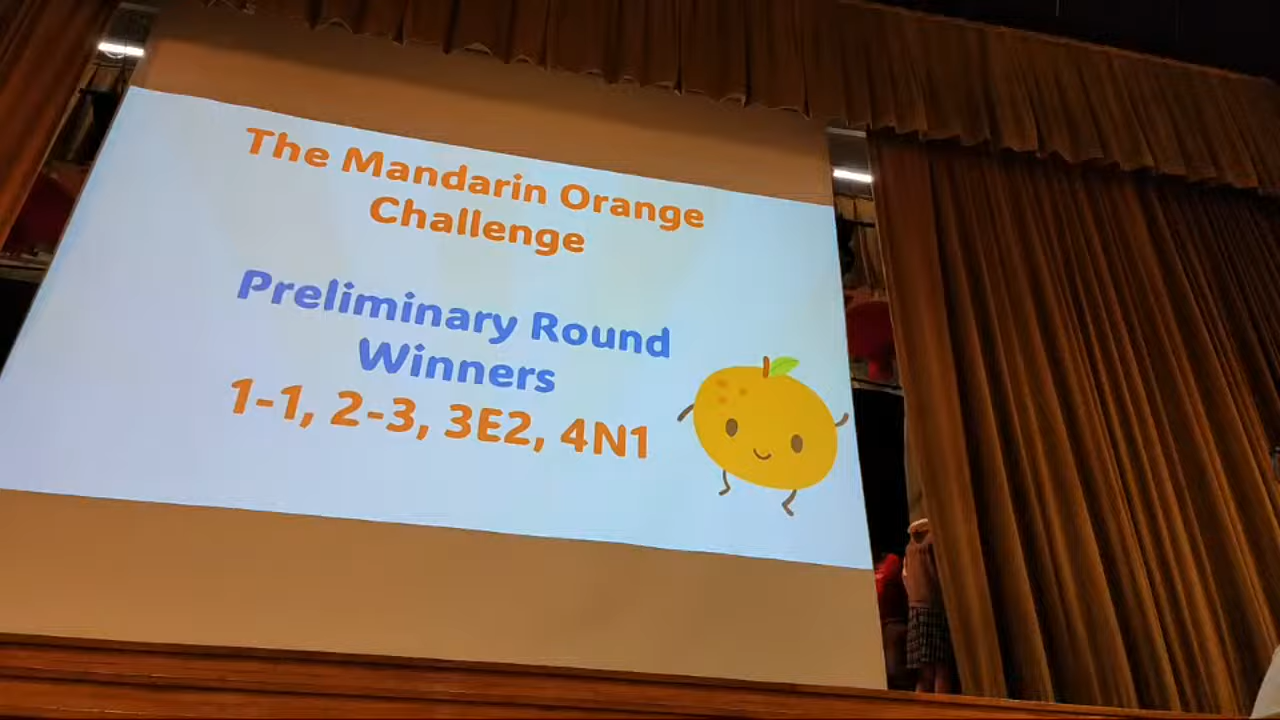 The Mandarin Orange
Challenge
Preliminary Round
Winners
1-1, 2-3, 3E2, 4N1